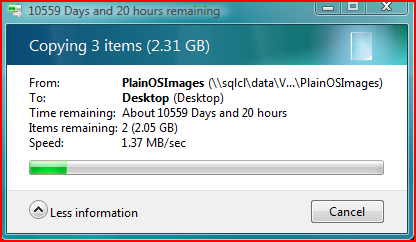 10559 Days and 20 hours remaining
Copying 3 items (2.31 GB)
From: PlainOSImages (\\sqlcl\data\V...\PlainOSImages)
To: Desktop (Desktop)
Time remaining: About 10559 Days and 20 hours
Items remaining: 2 (2.05 GB)
Speed: 1.37 MB/sec
Less information
Cancel